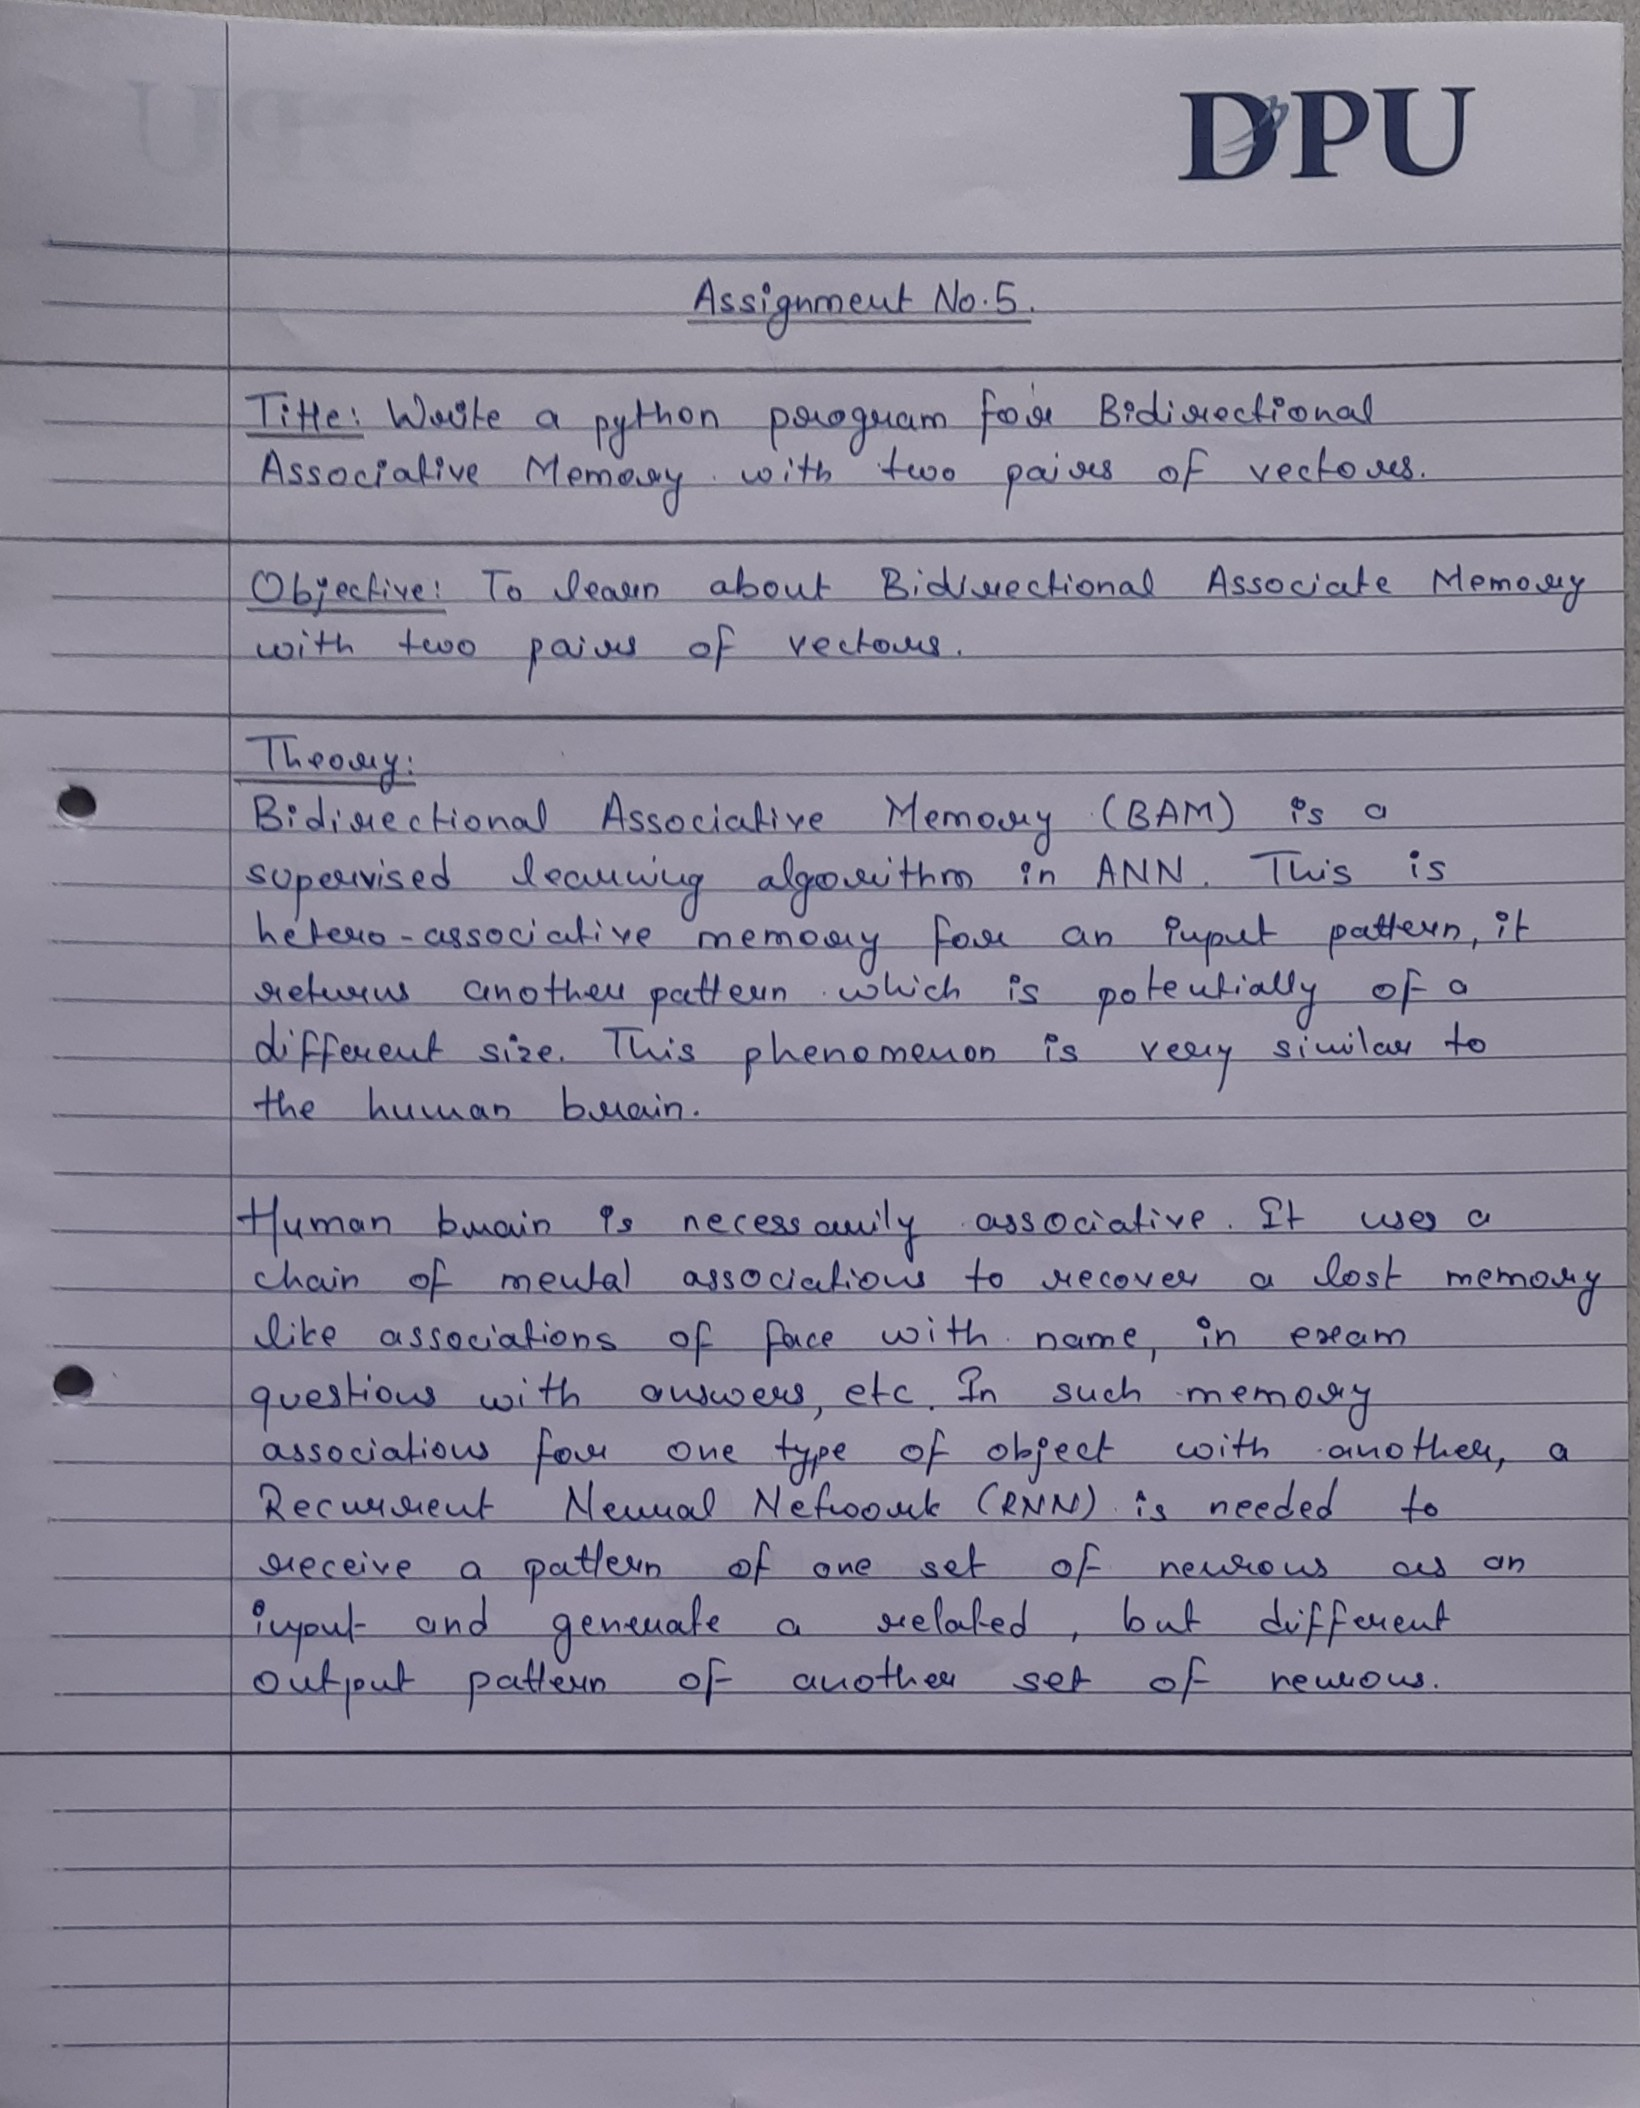 DPU
Assignment No.5.
Title: Write a python program for Bidirectional
Associative Memory with two pairs of vectors.
Objective: To learn about Bidirectional Associate Memory
with two pairs of vectors.
Theory:
Bidirectional Associative Memory (BAM) is a
supervised learning algorithm in ANN. This is
hetero-associative memory for an input pattern, it
returns another pattern which is potentially of a
different size. This phenomenon is very similar to
the human brain.
Human brain is necessarily associative. It uses a
chain of mental associations to recover a lost memory
like associations of face with name, in exam
questions with answers, etc. In such memory
associations for one type of object with another, a
Recurrent Neural Network (RNN) is needed to
receive a pattern of one set of neurons as an
input and generate a related, but different
output pattern of another set of neurons.